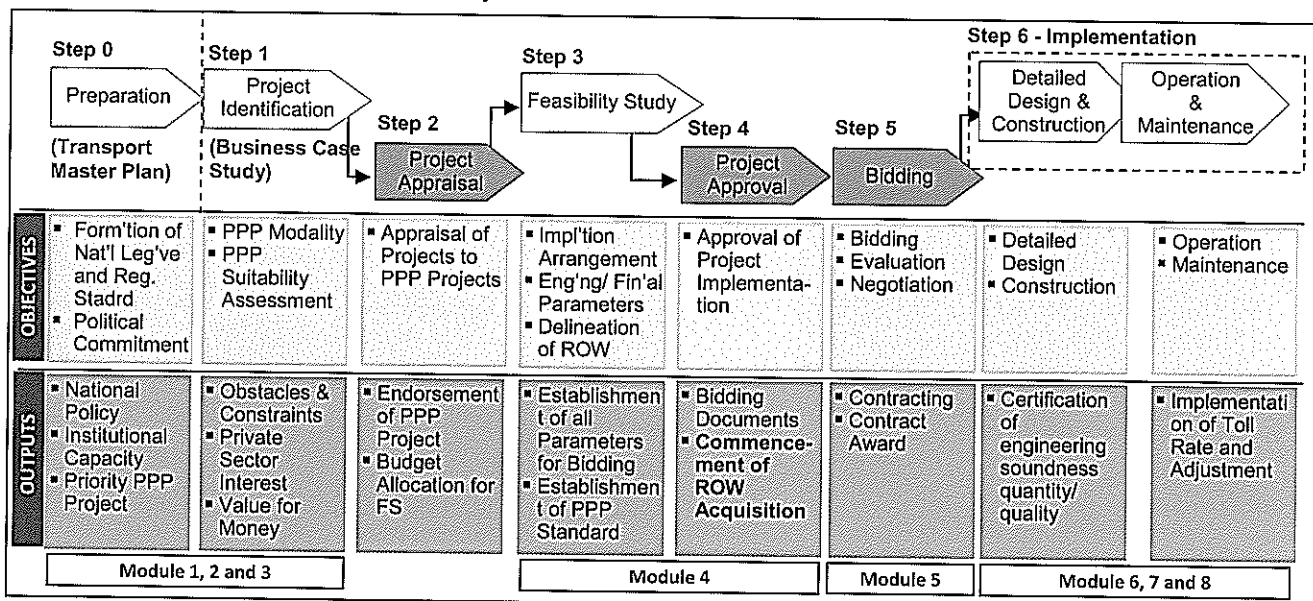 Step 0
Preparation
(Transport
Master Plan)
Step 1
Project
Identification
(Business Case
Study)
Step 2
Project
Appraisal
Step 3
Feasibility Study
Step 4
Project
Approval
Step 5
Bidding
Step 6 - Implementation
Detailed
Design &
Construction
Operation
&
Maintenance
OBJECTIVES
▪ Form'tion of
Nat'l Leg've
and Reg.
Stadrd
▪ Political
Commitment
▪ PPP Modality
▪ PPP
Suitability
Assessment
▪ Appraisal of
Projects to
PPP Projects
▪ Impl'tion
Arrangement
▪ Eng'ng/ Fin'al
Parameters
▪ Delineation
of ROW
▪ Approval of
Project
Implementa-
tion
▪ Bidding
▪ Evaluation
▪ Negotiation
▪ Detailed
Design
▪ Construction
▪ Operation
▪ Maintenance
OUTPUTS
▪ National
Policy
▪ Institutional
Capacity
▪ Priority PPP
Project
▪ Obstacles &
Constraints
▪ Private
Sector
Interest
▪ Value for
Money
▪ Endorsement
of PPP
Project
▪ Budget
Allocation for
FS
▪ Establishmen
t of all
Parameters
for Bidding
▪ Establishmen
t of PPP
Standard
▪ Bidding
Documents
▪ Commence-
ment of
ROW
Acquisition
▪ Contracting
▪ Contract
Award
▪ Certification
of
engineering
soundness
quantity/
quality
▪ Implementati
on of Toll
Rate and
Adjustment
Module 1, 2 and 3
Module 4
Module 5
Module 6, 7 and 8